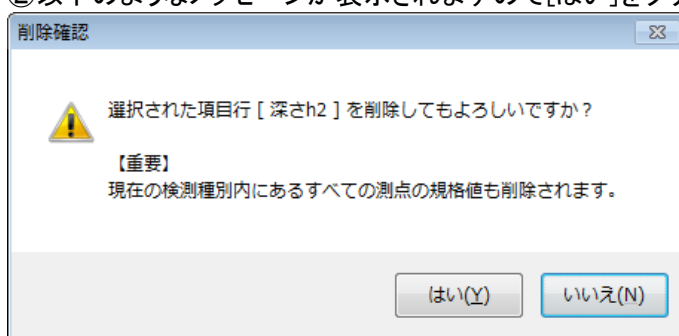 ②以下のようなメッセージが表示されますので[はい]をクリ
削除確認
選択された項目行 [ 深さh2 ] を削除してもよろしいですか？
【重要】
現在の検測種別内にあるすべての測点の規格値も削除されます。
はい(Y)
いいえ(N)